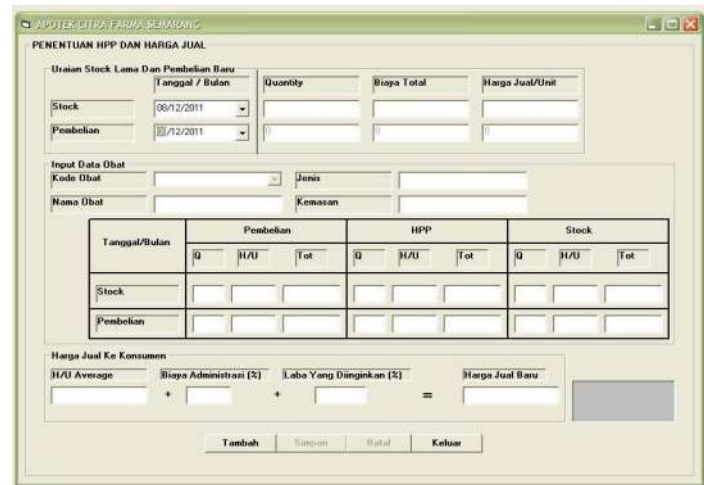 APOTEK CITRA FARMA SEMARANG
PENENTUAN HPP DAN HARGA JUAL
Uraian Stock Lama Dan Pembelian Baru
Tanggal / Bulan Quantity Biaya Total Harga Jual/Unit
Stock 08/12/2011
Pembelian /12/2011 0 0 0
Input Data Obat
Kode Obat Jenis
Nama Obat Kemasan
Tanggal/Bulan Pembelian HPP Stock
Q H/U Tot Q H/U Tot Q H/U Tot
Stock
Pembelian
Harga Jual Ke Konsumen
H/U Average Biaya Administrasi (%) Laba Yang Diinginkan (%) Harga Jual Baru
+ + =
Tambah Simpan Batal Keluar